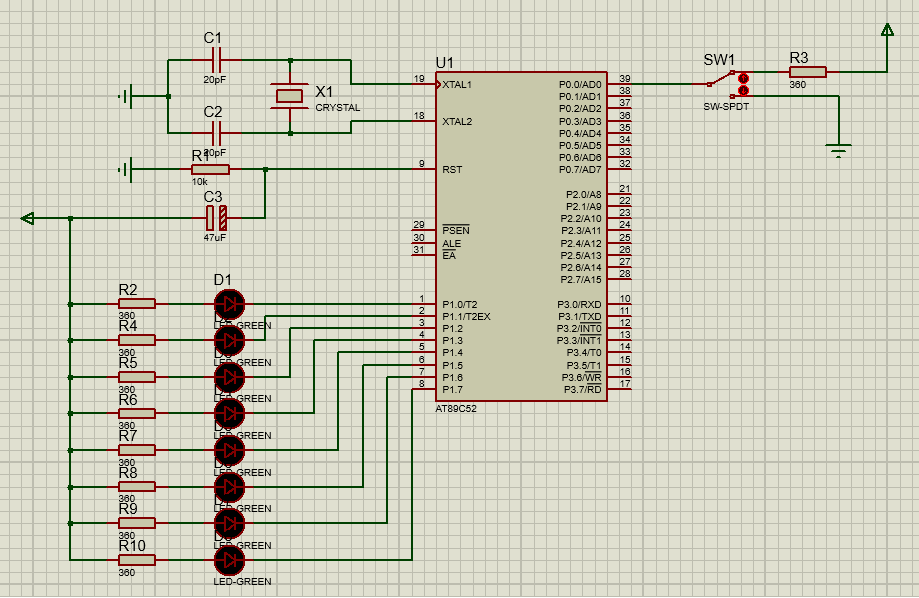 C1
20pF
X1
CRYSTAL
C2
20pF
R1
10k
C3
47uF
U1
19 XTAL1
18 XTAL2
9 RST
29 PSEN
30 ALE
31 EA
1 P1.0/T2
2 P1.1/T2EX
3 P1.2
4 P1.3
5 P1.4
6 P1.5
7 P1.6
8 P1.7
P0.0/AD0 39
P0.1/AD1 38
P0.2/AD2 37
P0.3/AD3 36
P0.4/AD4 35
P0.5/AD5 34
P0.6/AD6 33
P0.7/AD7 32
P2.0/A8 21
P2.1/A9 22
P2.2/A10 23
P2.3/A11 24
P2.4/A12 25
P2.5/A13 26
P2.6/A14 27
P2.7/A15 28
P3.0/RXD 10
P3.1/TXD 11
P3.2/INT0 12
P3.3/INT1 13
P3.4/T0 14
P3.5/T1 15
P3.6/WR 16
P3.7/RD 17
AT89C52
SW1
SW-SPDT
R3
360
R2
360
D1
LED-GREEN
R4
360
LED-GREEN
R5
360
LED-GREEN
R6
360
LED-GREEN
R7
360
LED-GREEN
R8
360
LED-GREEN
R9
360
LED-GREEN
R10
360
LED-GREEN